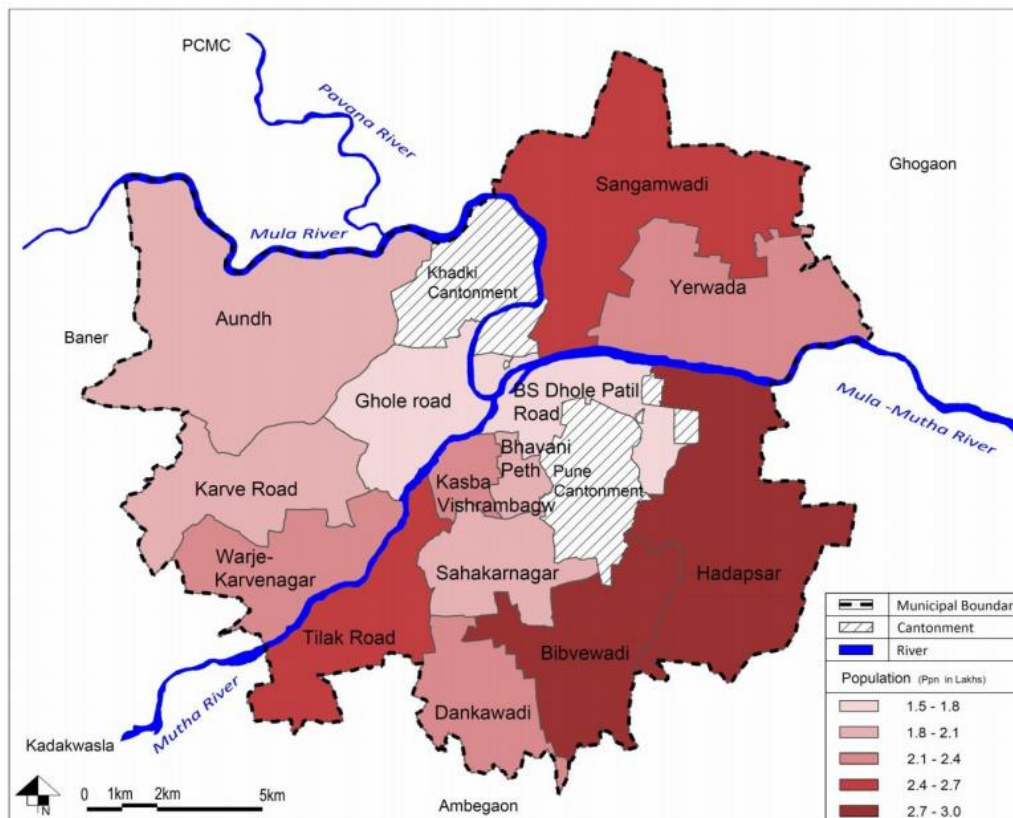 PCMC
Pavana River
Ghogaon
Sangamwadi
Mula River
Khadki
Cantonment
Yerwada
Aundh
Baner
Ghole road
BS Dhole Patil
Road
Mula -Mutha River
Bhavani
Peth
Pune
Cantonment
Kasba
Vishrambagw
Karve Road
Warje-
Karvenagar
Sahakarnagar
Hadapsar
Tilak Road
Bibvewadi
Dankawadi
Mutha River
Kadakwasla
Ambegaon
N
0 1km 2km 5km
Municipal Boundar
Cantonment
River
Population (Ppn in Lakhs)
1.5 - 1.8
1.8 - 2.1
2.1 - 2.4
2.4 - 2.7
2.7 - 3.0